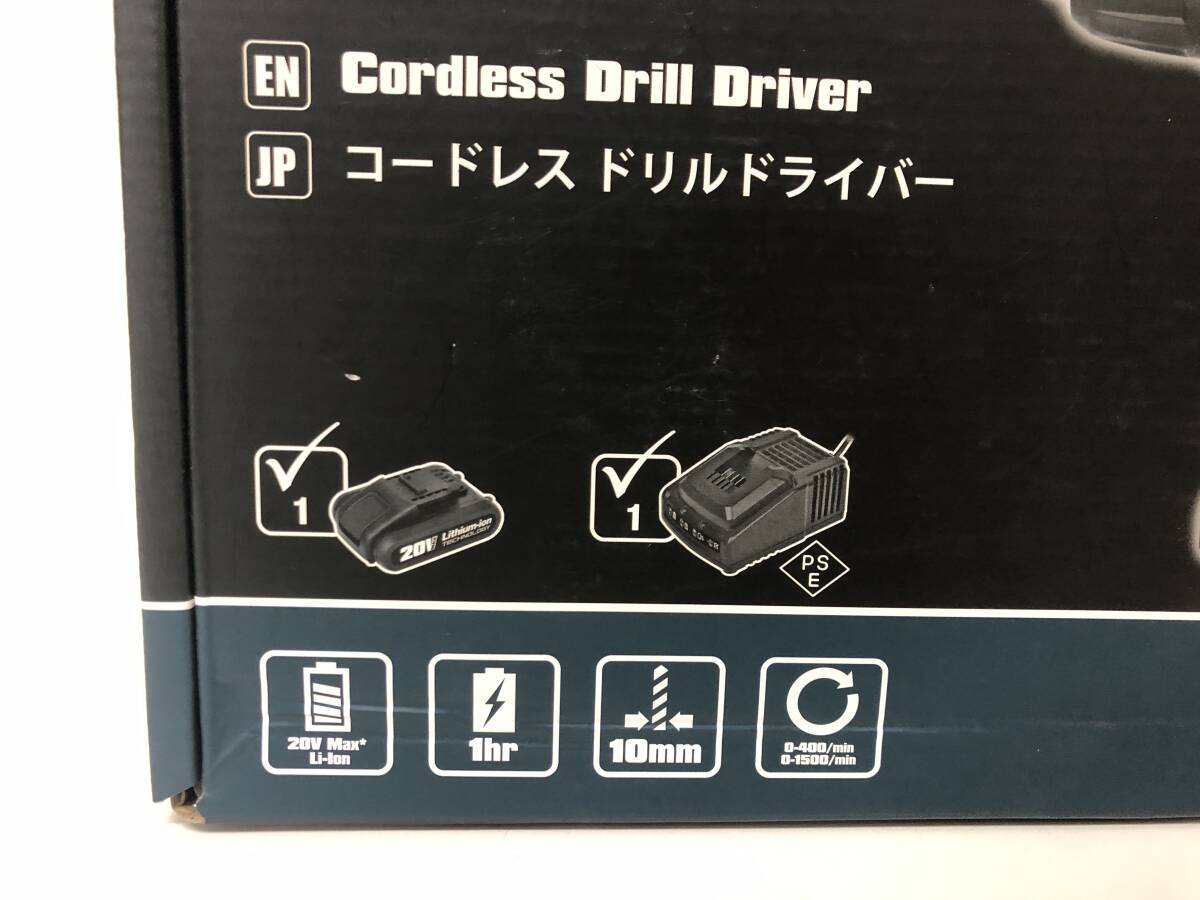 EN Cordless Drill Driver
JP コードレス ドリルドライバー
1
20V Lithium-ion
TECHNOLOGY
1
PS
E
20V Max*
Li-Ion
1hr
10mm
0-400/min
0-1500/min